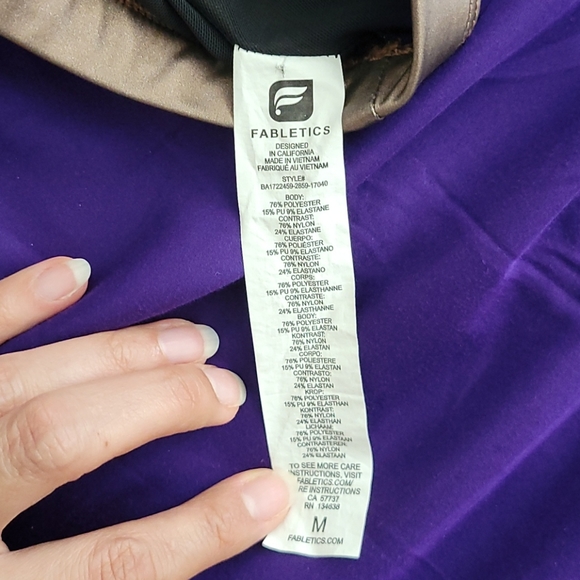 FABLETICS
DESIGNED
IN CALIFORNIA
MADE IN VIETNAM
FABRIQUÉ AU VIETNAM
STYLE#
BA1722459-2659-17040
BODY:
76% POLYESTER
15% PU 9% ELASTANE
CONTRAST:
76% NYLON
24% ELASTANE
CUERPO:
76% POLIÉSTER
15% PU 9% ELASTANO
CONTRASTE:
76% NYLON
24% ELASTANO
CORPS:
76% POLYESTER
15% PU 9% ELASTHANNE
CONTRASTE:
76% NYLON
24% ELASTHANNE
BODY:
76% POLYESTER
15% PU 9% ELASTAN
KONTRAST:
76% NYLON
24% ELASTAN
CORPO:
76% POLIESTERE
15% PU 9% ELASTAN
CONTRASTO:
76% NYLON
24% ELASTAN
KROP:
76% POLYESTER
15% PU 9% ELASTHAN
KONTRAST:
76% NYLON
24% ELASTHAN
LICHAAM:
76% POLYESTER
15% PU 9% ELASTAAN
CONTRASTEREN:
76% NYLON
24% ELASTAAN
TO SEE MORE CARE
INSTRUCTIONS, VISIT
FABLETICS.COM/
RE INSTRUCTIONS
CA 57737
RN 134638
M
FABLETICS.COM